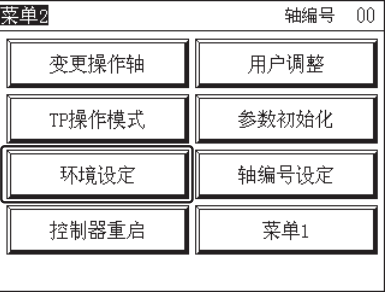 菜单2 轴编号 00
变更操作轴 用户调整
TP操作模式 参数初始化
环境设定 轴编号设定
控制器重启 菜单1